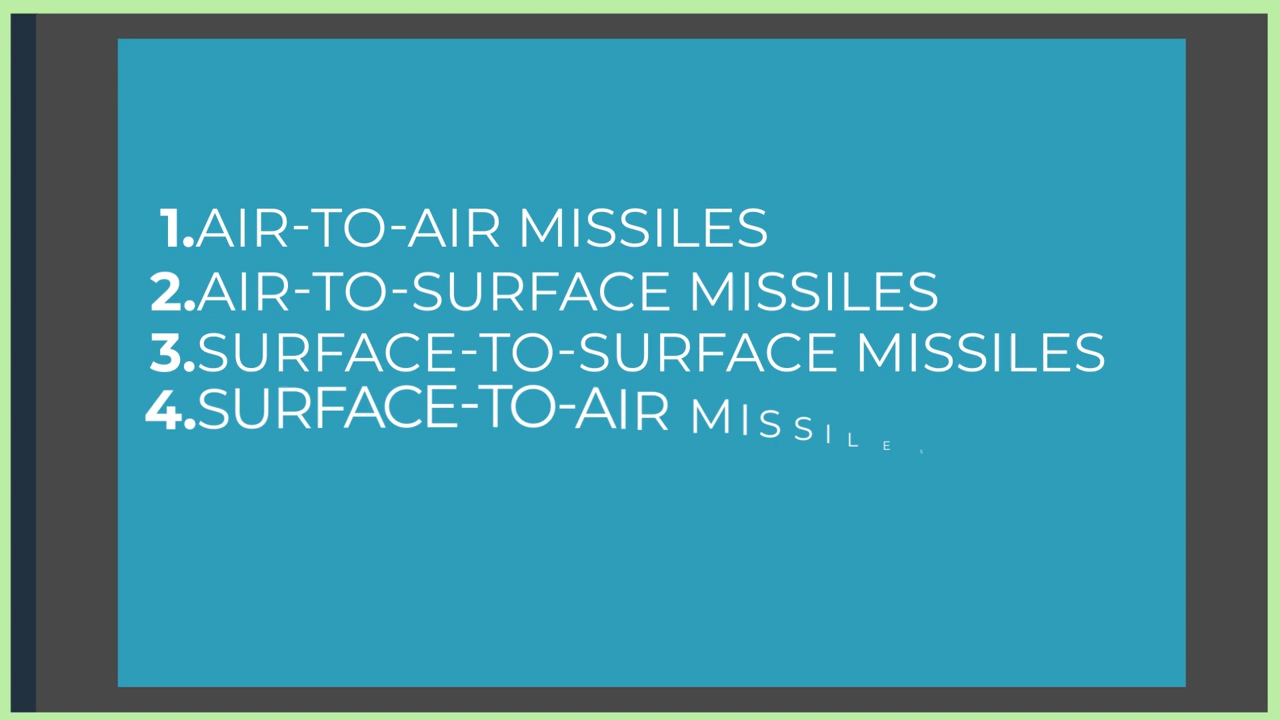 1.AIR-TO-AIR MISSILES
2.AIR-TO-SURFACE MISSILES
3.SURFACE-TO-SURFACE MISSILES
4.SURFACE-TO-AIR MISSILES